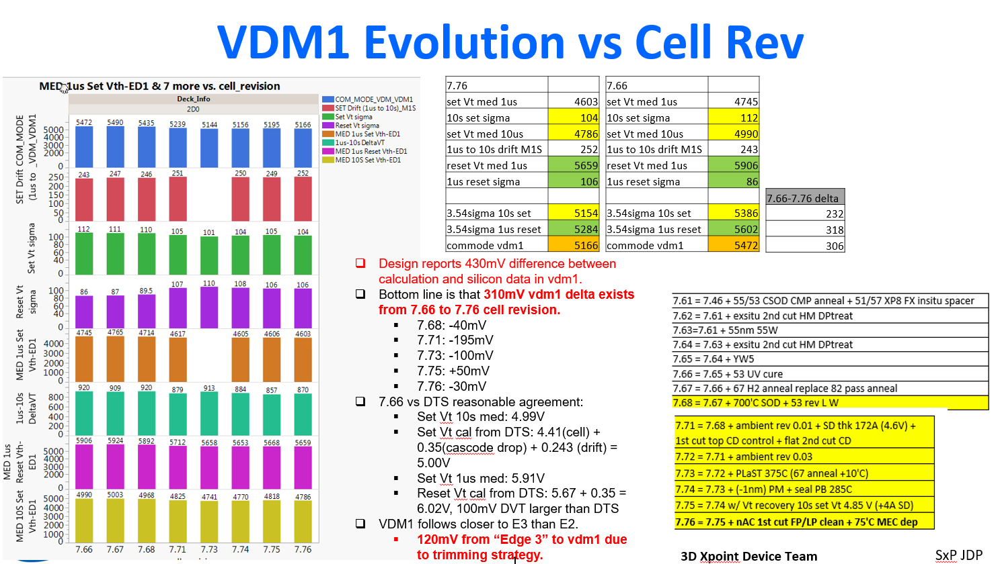 VDM1 Evolution vs Cell Rev
MED 1us Set Vth-ED1 & 7 more vs. cell_revision
Deck_Info
2D0
COM_MODE_VDM_VDM1
SET Drift (1us to 10s)_M1S
Set Vt sigma
Reset Vt sigma
MED 1us Set Vth-ED1
1us-10s DeltaVT
MED 1us Reset Vth-ED1
MED 10S Set Vth-ED1
COM_MODE
_VDM_VDM1
5000
4000
2000
0
5472 5490 5435 5239 5144 5156 5195 5166
SET Drift
(1us to
250
200
150
100
50
0
243 247 246 251 250 249 252
Set Vt sigma
100
80
60
40
0
112 111 110 105 101 104 105 104
Reset Vt
sigma
100
80
60
40
0
86 87 89.5 107 110 108 106 106
MED 1us Set
Vth-ED1
4000
3000
2000
1000
0
4745 4765 4714 4617 4605 4606 4603
1us-10s
DeltaVT
800
600
400
200
0
920 909 920 879 913 884 857 870
MED 1us
Reset Vth-
ED1
5000
4000
2000
0
5906 5924 5892 5712 5658 5653 5668 5659
MED 10S Set
Vth-ED1
5000
4000
3000
2000
1000
0
4990 5003 4968 4825 4741 4770 4818 4786
7.66 7.67 7.68 7.71 7.73 7.74 7.75 7.76
7.76
set Vt med 1us 4603
10s set sigma 104
set Vt med 10us 4786
1us to 10s drift M1S 252
reset Vt med 1us 5659
1us reset sigma 106
3.54sigma 10s set 5154
3.54sigma 1us reset 5284
commode vdm1 5166
7.66
set Vt med 1us 4745
10s set sigma 112
set Vt med 10us 4990
1us to 10s drift M1S 243
reset Vt med 1us 5906
1us reset sigma 86
3.54sigma 10s set 5386
3.54sigma 1us reset 5602
commode vdm1 5472
7.66-7.76 delta
232
318
306
Design reports 430mV difference between
calculation and silicon data in vdm1.
Bottom line is that 310mV vdm1 delta exists
from 7.66 to 7.76 cell revision.
7.68: -40mV
7.71: -195mV
7.73: -100mV
7.75: +50mV
7.76: -30mV
7.66 vs DTS reasonable agreement:
Set Vt 10s med: 4.99V
Set Vt cal from DTS: 4.41(cell) +
0.35(cascode drop) + 0.243 (drift) =
5.00V
Set Vt 1us med: 5.91V
Reset Vt cal from DTS: 5.67 + 0.35 =
6.02V, 100mV DVT larger than DTS
VDM1 follows closer to E3 than E2.
120mV from “Edge 3” to vdm1 due
to trimming strategy.
7.61 = 7.46 + 55/53 CSOD CMP anneal + 51/57 XP8 FX insitu spacer
7.62 = 7.61 + exsitu 2nd cut HM DPtreat
7.63=7.61 + 55nm 55W
7.64 = 7.63 + exsitu 2nd cut HM DPtreat
7.65 = 7.64 + YW5
7.66 = 7.65 + 53 UV cure
7.67 = 7.66 + 67 H2 anneal replace 82 pass anneal
7.68 = 7.67 + 700'C SOD + 53 rev L W
7.71 = 7.68 + ambient rev 0.01 + SD thk 172A (4.6V) +
1st cut top CD control + flat 2nd cut CD
7.72 = 7.71 + ambient rev 0.03
7.73 = 7.72 + PLaST 375C (67 anneal +10'C)
7.74 = 7.73 + (-1nm) PM + seal PB 285C
7.75 = 7.74 w/ Vt recovery 10s set Vt 4.85 V (+4A SD)
7.76 = 7.75 + nAC 1st cut FP/LP clean + 75'C MEC dep
3D Xpoint Device Team
SxP JDP